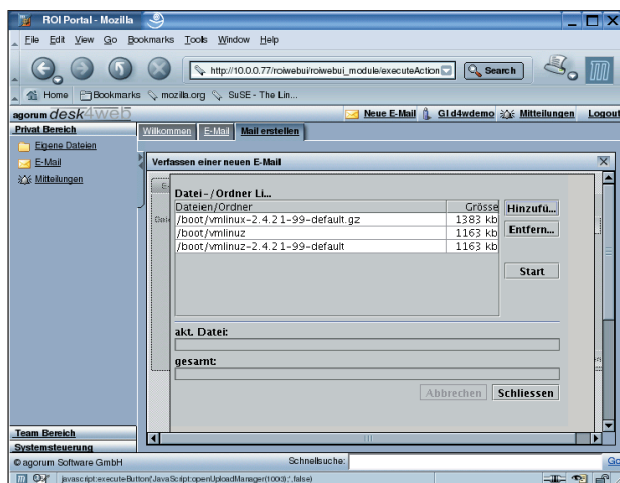 ROI Portal - Mozilla
File Edit View Go Bookmarks Tools Window Help
http://10.0.0.77/roiwebui/roiwebui_module/executeAction
Search
Home Bookmarks mozilla.org SuSE - The Lin...
agorum desk4web
Neue E-Mail G1d4wdemo Mitteilungen Logout
Privat Bereich
Willkommen E-Mail Mail erstellen
Eigene Dateien
E-Mail
Mitteilungen
Verfassen einer neuen E-Mail
Datei-/Ordner Li...
Dateien/Ordner Grösse
/boot/vmlinux-2.4.21-99-default.gz 1383 kb
/boot/vmlinuz 1163 kb
/boot/vmlinuz-2.4.21-99-default 1163 kb
Hinzufü...
Entfern...
Start
akt. Datei:
gesamt:
Abbrechen Schliessen
Team Bereich
Systemsteuerung
© agorum Software GmbH
Schnellsuche:
Go
javascript:executeButton('JavaScript:openUploadManager(1000);',false)